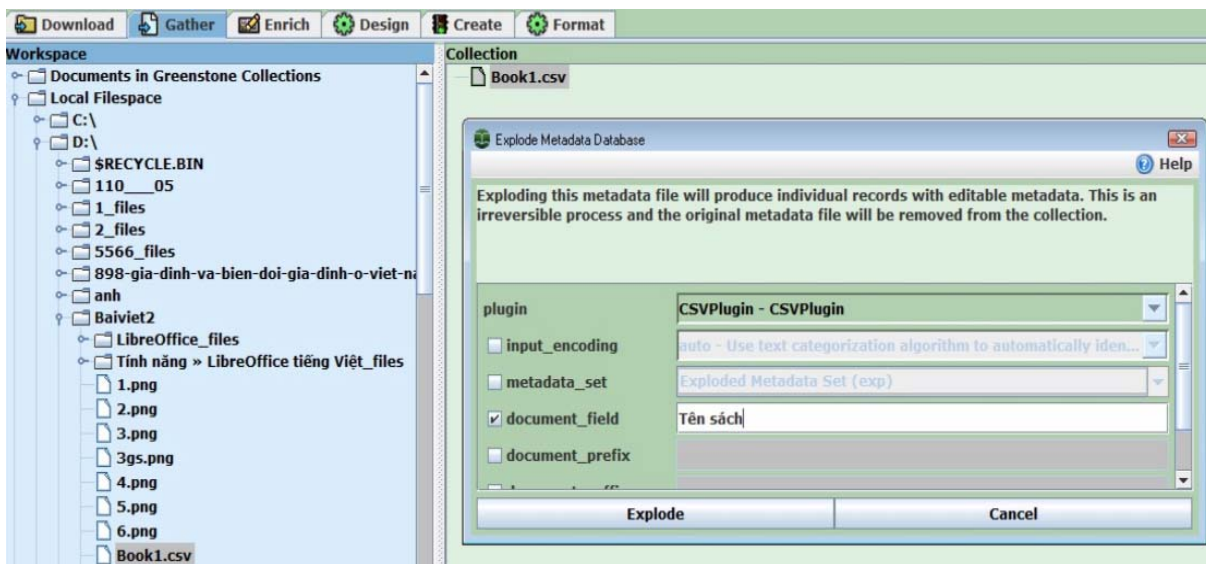 Download Gather Enrich Design Create Format
Workspace
Documents in Greenstone Collections
Local Filespace
C:\
D:\
$RECYCLE.BIN
110___05
1_files
2_files
5566_files
898-gia-dinh-va-bien-doi-gia-dinh-o-viet-na
anh
Baiviet2
LibreOffice_files
Tính năng » LibreOffice tiếng Việt_files
1.png
2.png
3.png
3gs.png
4.png
5.png
6.png
Book1.csv
Collection
Book1.csv
Explode Metadata Database
Help
Exploding this metadata file will produce individual records with editable metadata. This is an
irreversible process and the original metadata file will be removed from the collection.
plugin CSVPlugin - CSVPlugin
input_encoding auto - Use text categorization algorithm to automatically iden...
metadata_set Exploded Metadata Set (exp)
document_field Tên sách
document_prefix
Explode Cancel